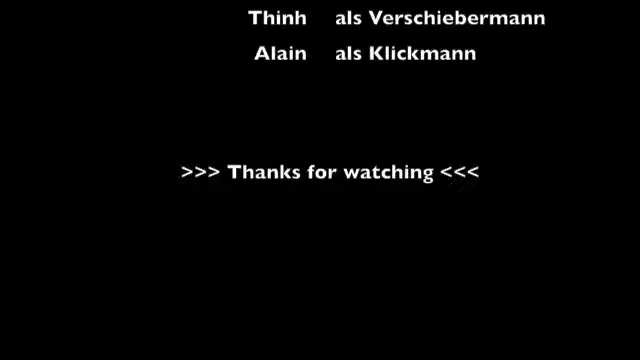 Thinh als Verschiebermann
Alain als Klickmann
>>> Thanks for watching <<<